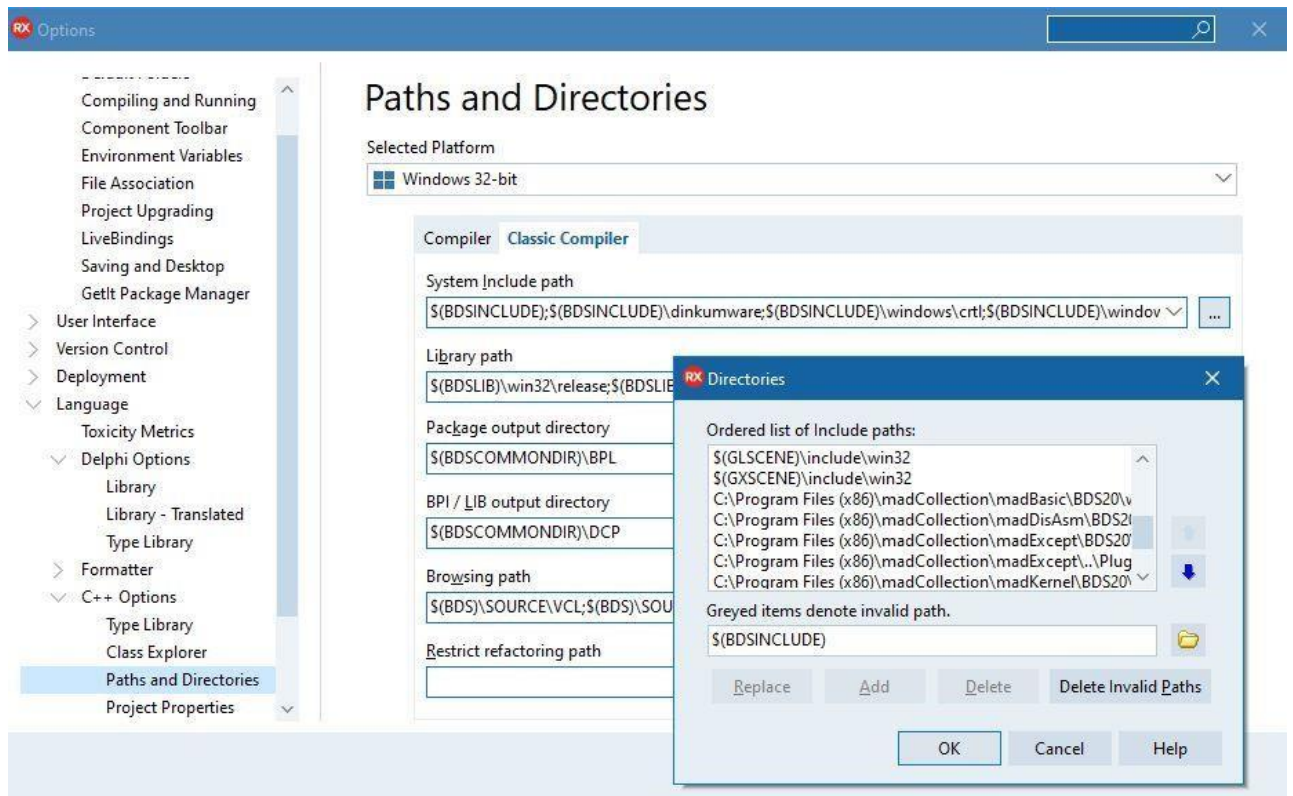 RX Options
Compiling and Running
Component Toolbar
Environment Variables
File Association
Project Upgrading
LiveBindings
Saving and Desktop
GetIt Package Manager
User Interface
Version Control
Deployment
Language
Toxicity Metrics
Delphi Options
Library
Library - Translated
Type Library
Formatter
C++ Options
Type Library
Class Explorer
Paths and Directories
Project Properties
Paths and Directories
Selected Platform
Windows 32-bit
Compiler Classic Compiler
System Include path
$(BDSINCLUDE);$(BDSINCLUDE)\dinkumware;$(BDSINCLUDE)\windows\crtl;$(BDSINCLUDE)\window
...
Library path
$(BDSLIB)\win32\release;$(BDSLIB
Package output directory
$(BDSCOMMONDIR)\BPL
BPI / LIB output directory
$(BDSCOMMONDIR)\DCP
Browsing path
$(BDS)\SOURCE\VCL;$(BDS)\SOU
Restrict refactoring path
RX Directories
Ordered list of Include paths:
$(GLSCENE)\include\win32
$(GXSCENE)\include\win32
C:\Program Files (x86)\madCollection\madBasic\BDS20\
C:\Program Files (x86)\madCollection\madDisAsm\BDS20
C:\Program Files (x86)\madCollection\madExcept\BDS20
C:\Program Files (x86)\madCollection\madExcept\..\Plug
C:\Program Files (x86)\madCollection\madKernel\BDS20\
Greyed items denote invalid path.
$(BDSINCLUDE)
Replace Add Delete Delete Invalid Paths
OK Cancel Help